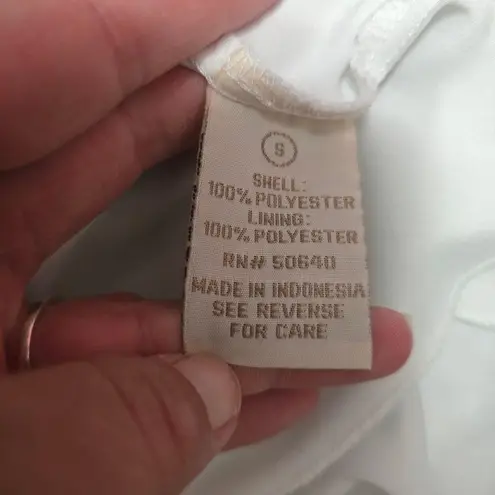 S
SHELL:
100% POLYESTER
LINING:
100% POLYESTER
RN# 50640
MADE IN INDONESIA
SEE REVERSE
FOR CARE